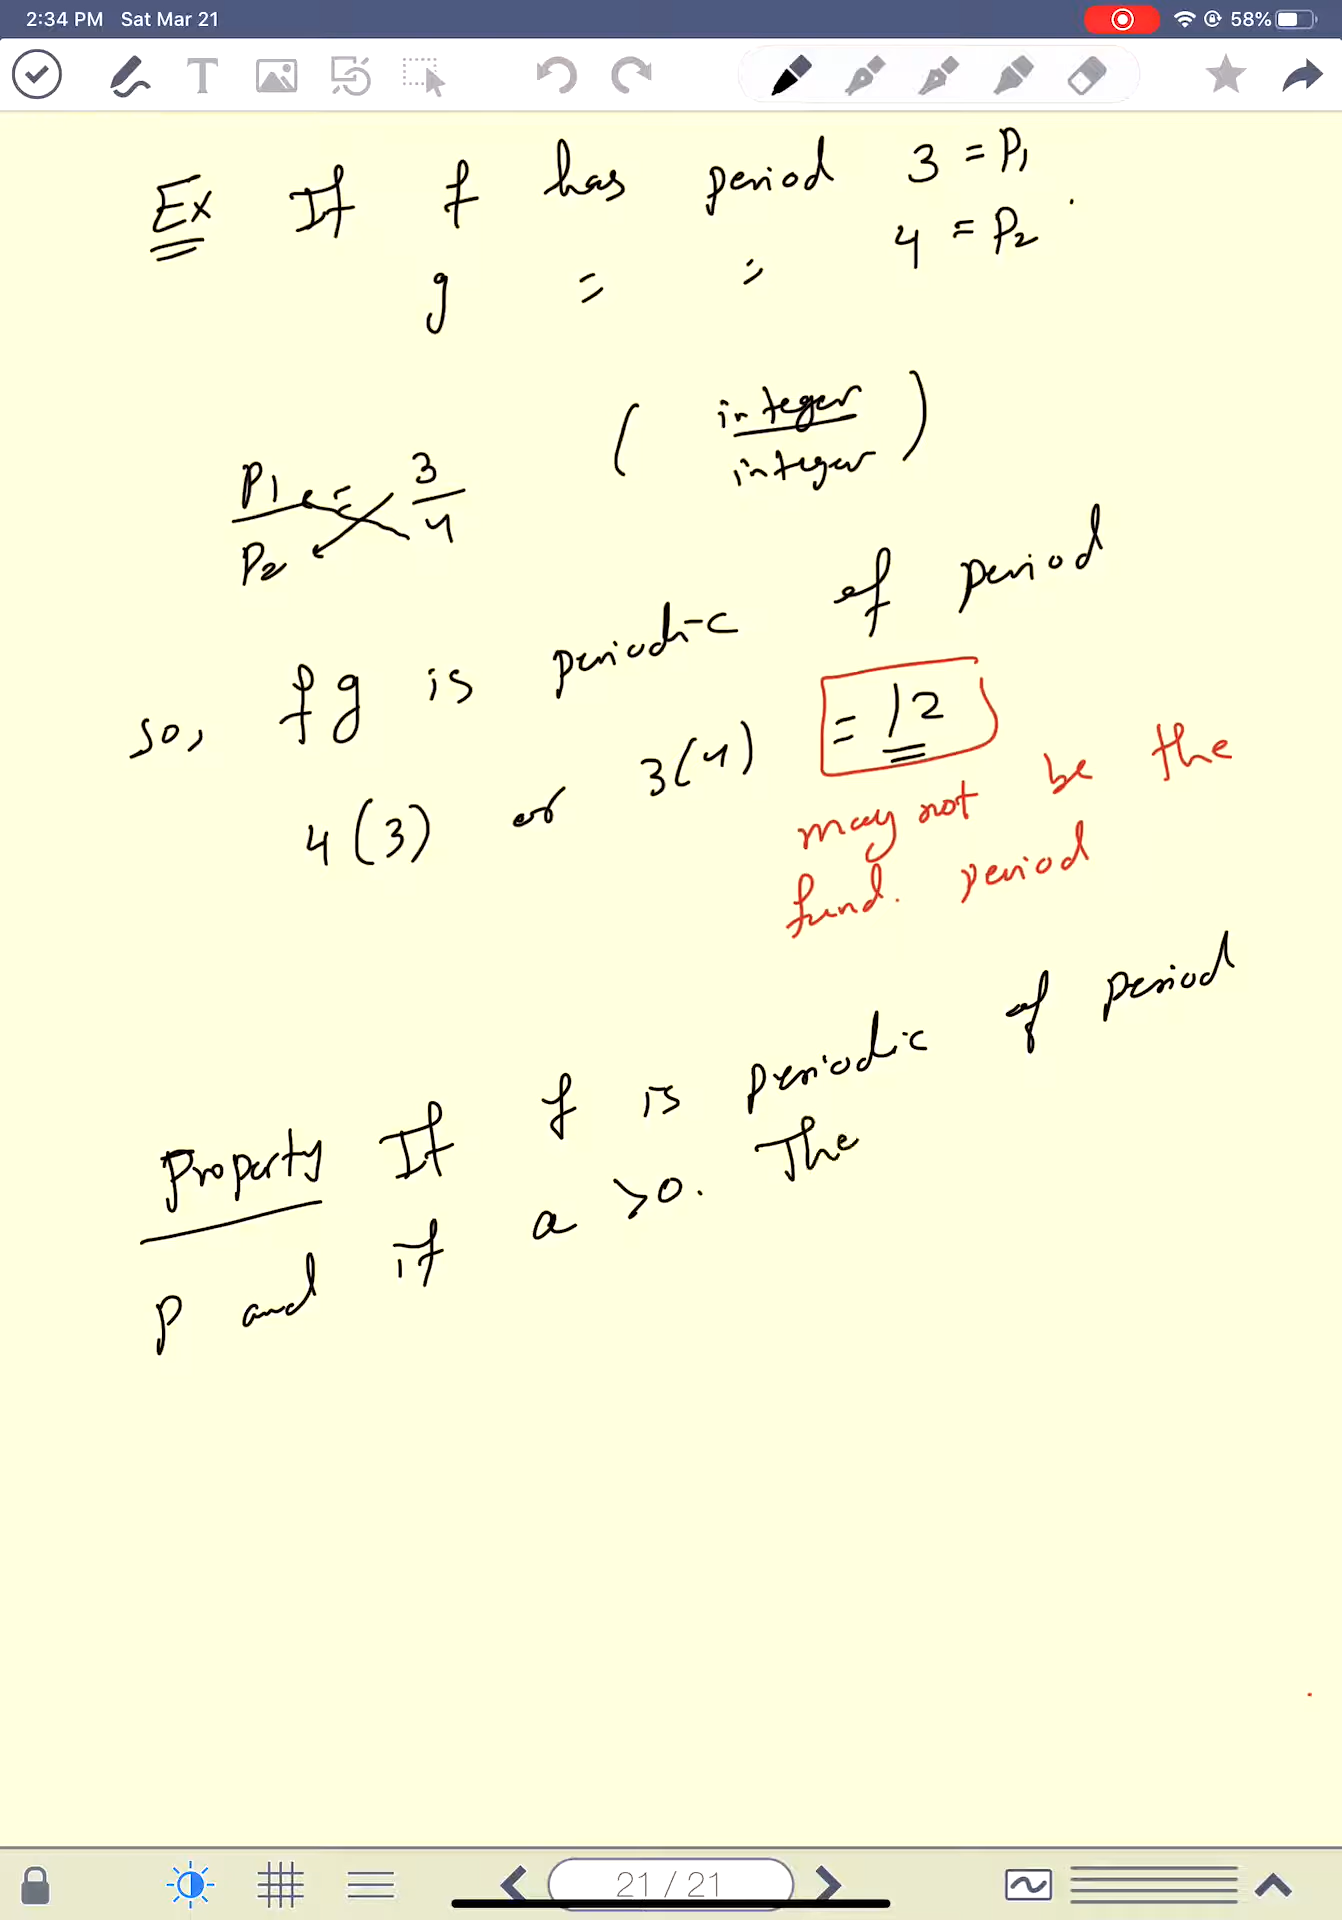 2:34 PM Sat Mar 21 58%
Ex If f has period 3 = P1
g = = 4 = P2.
P1 / P2 = 3 / 4 ( integer / integer )
so, fg is periodic of period
4(3) or 3(4) = 12
may not be the
fund. period
Property If f is periodic of period
P and if a >0. The
21 / 21